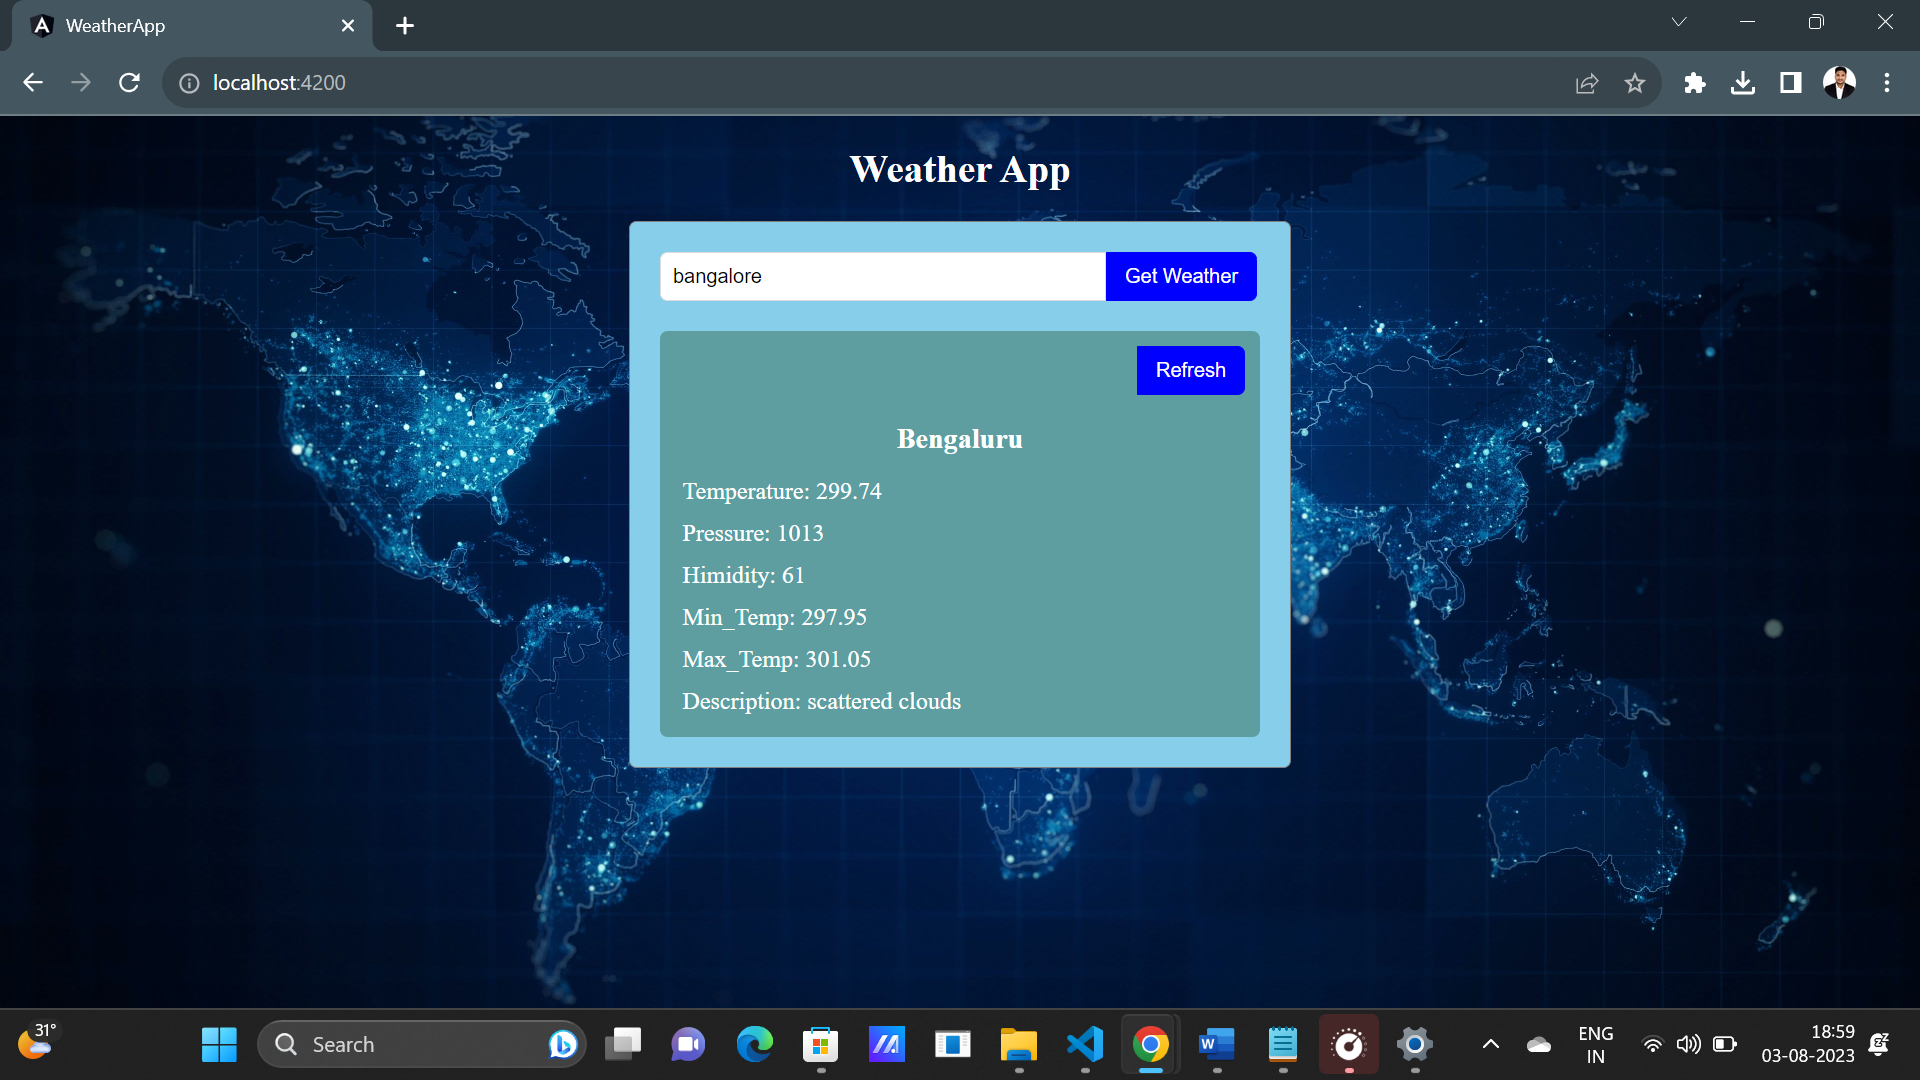 WeatherApp
localhost:4200
Weather App
bangalore
Get Weather
Refresh
Bengaluru
Temperature: 299.74
Pressure: 1013
Himidity: 61
Min_Temp: 297.95
Max_Temp: 301.05
Description: scattered clouds
31°
Search
ENG
IN
18:59
03-08-2023